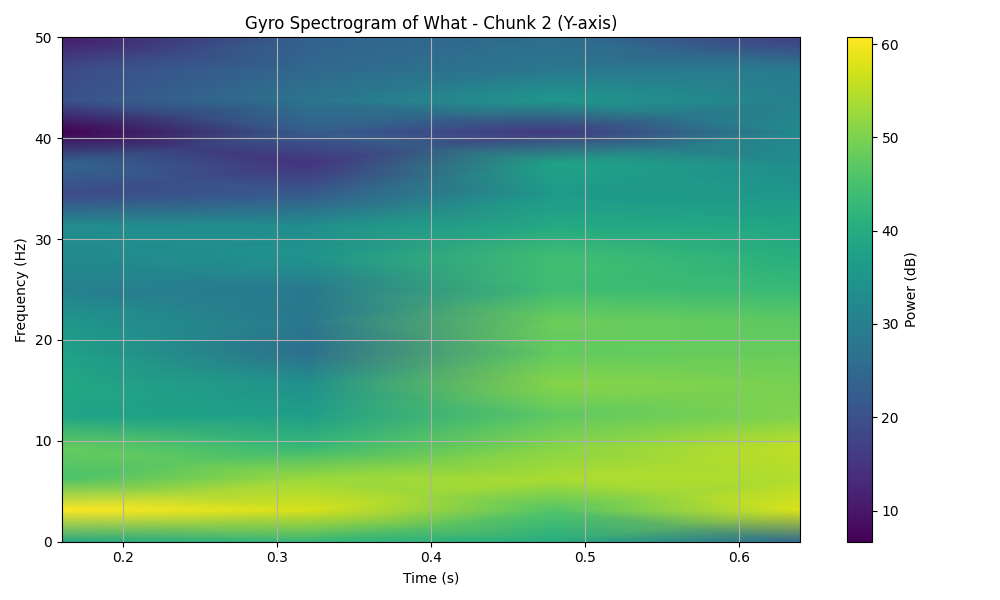 Gyro Spectrogram of What - Chunk 2 (Y-axis)
Frequency (Hz)
50
40
30
20
10
0
0.2 0.3 0.4 0.5 0.6
Time (s)
60
50
40
30
20
10
Power (dB)